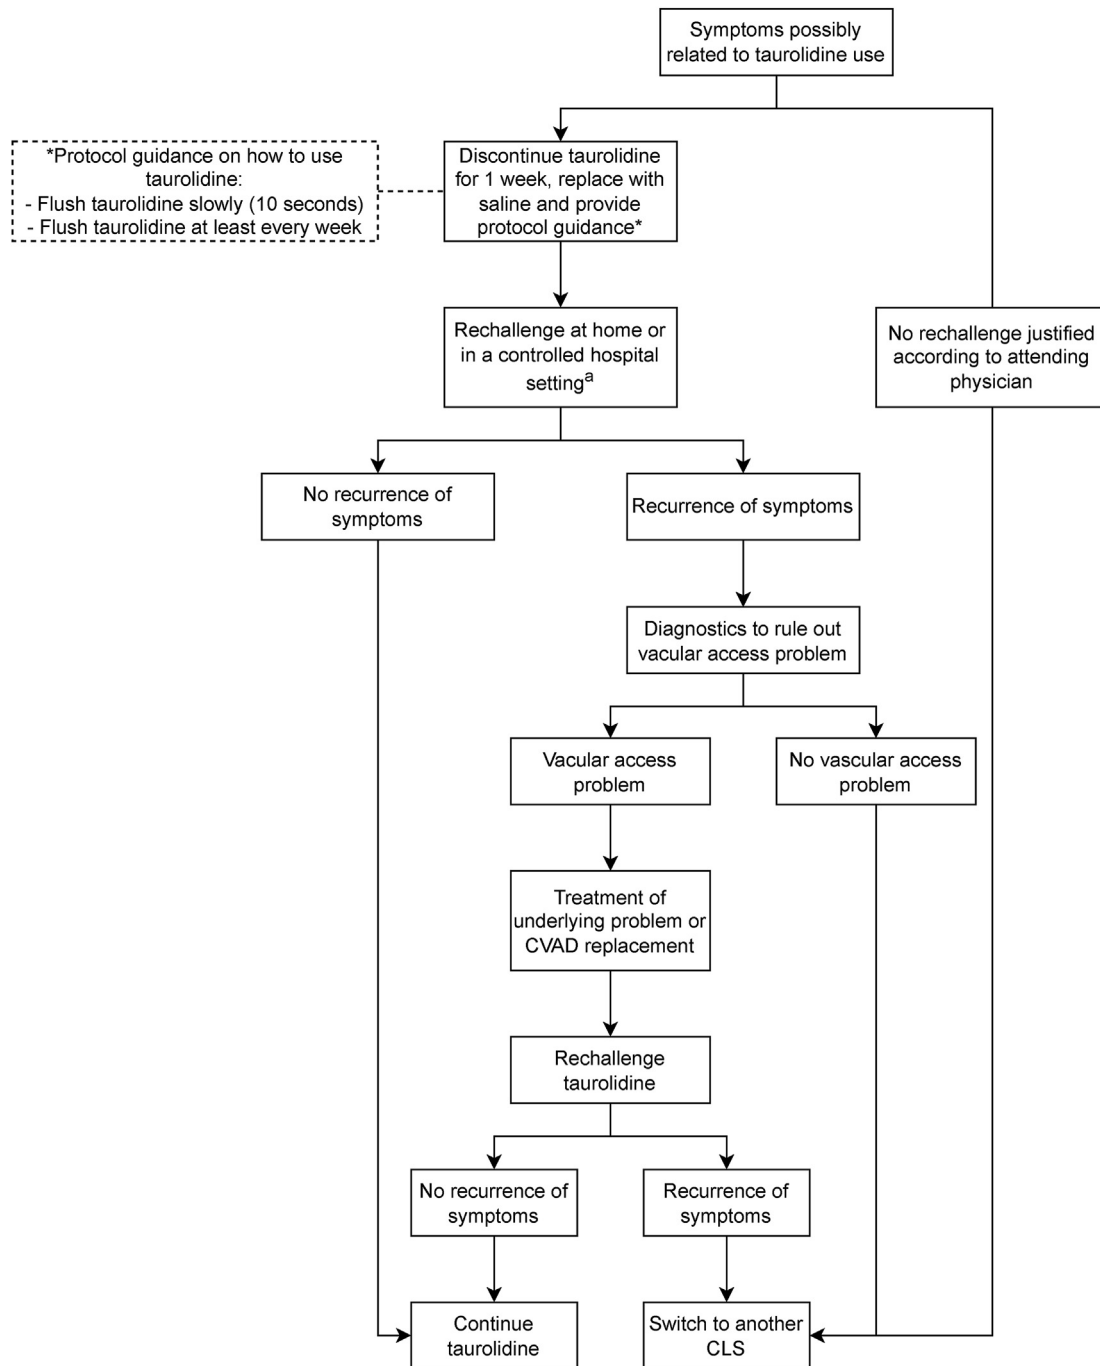 Symptoms possibly
related to taurolidine use
*Protocol guidance on how to use
taurolidine:
- Flush taurolidine slowly (10 seconds)
- Flush taurolidine at least every week
Discontinue taurolidine
for 1 week, replace with
saline and provide
protocol guidance*
Rechallenge at home or
in a controlled hospital
setting^a
No rechallenge justified
according to attending
physician
No recurrence of
symptoms
Recurrence of symptoms
Diagnostics to rule out
vacular access problem
Vacular access
problem
No vascular access
problem
Treatment of
underlying problem or
CVAD replacement
Rechallenge
taurolidine
No recurrence of
symptoms
Recurrence of
symptoms
Continue
taurolidine
Switch to another
CLS